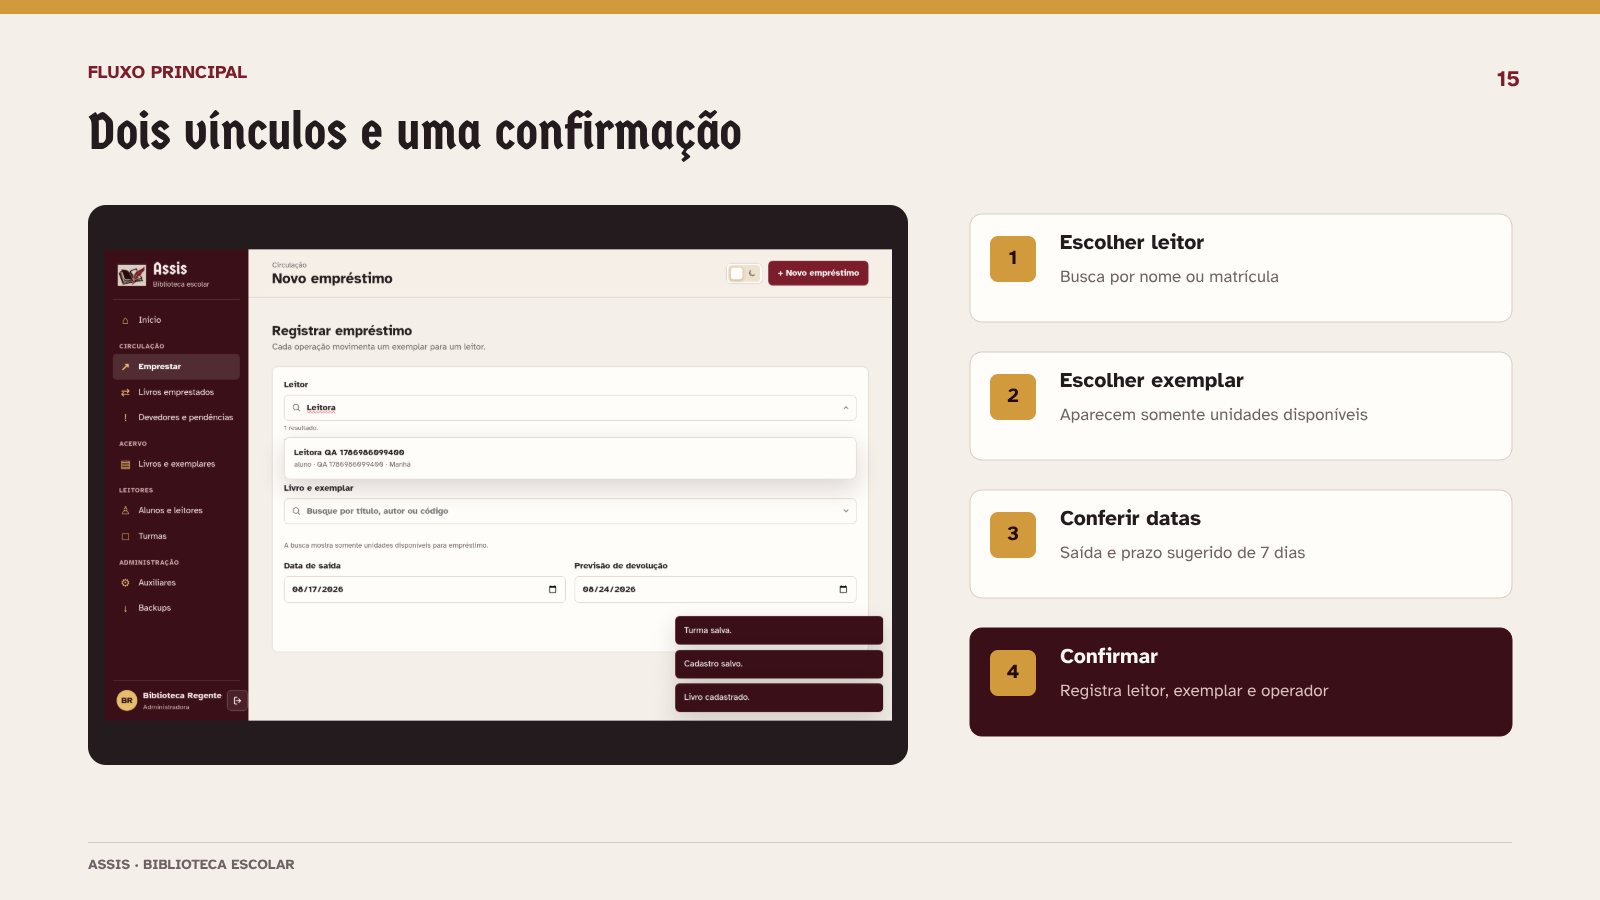 FLUXO PRINCIPAL
15
Dois vínculos e uma confirmação
Assis
Biblioteca escolar
Início
CIRCULAÇÃO
Emprestar
Livros emprestados
Devedores e pendências
ACERVO
Livros e exemplares
LEITORES
Alunos e leitores
Turmas
ADMINISTRAÇÃO
Auxiliares
Backups
BR
Biblioteca Regente
Administradora
Circulação
Novo empréstimo
+ Novo empréstimo
Registrar empréstimo
Cada operação movimenta um exemplar para um leitor.
Leitor
Leitora
1 resultado.
Leitora QA 1786986099400
aluno · QA 1786986099400 · Manhã
Livro e exemplar
Busque por título, autor ou código
A busca mostra somente unidades disponíveis para empréstimo.
Data de saída
Previsão de devolução
08/17/2026
08/24/2026
Turma salva.
Cadastro salvo.
Livro cadastrado.
1
Escolher leitor
Busca por nome ou matrícula
2
Escolher exemplar
Aparecem somente unidades disponíveis
3
Conferir datas
Saída e prazo sugerido de 7 dias
4
Confirmar
Registra leitor, exemplar e operador
ASSIS · BIBLIOTECA ESCOLAR